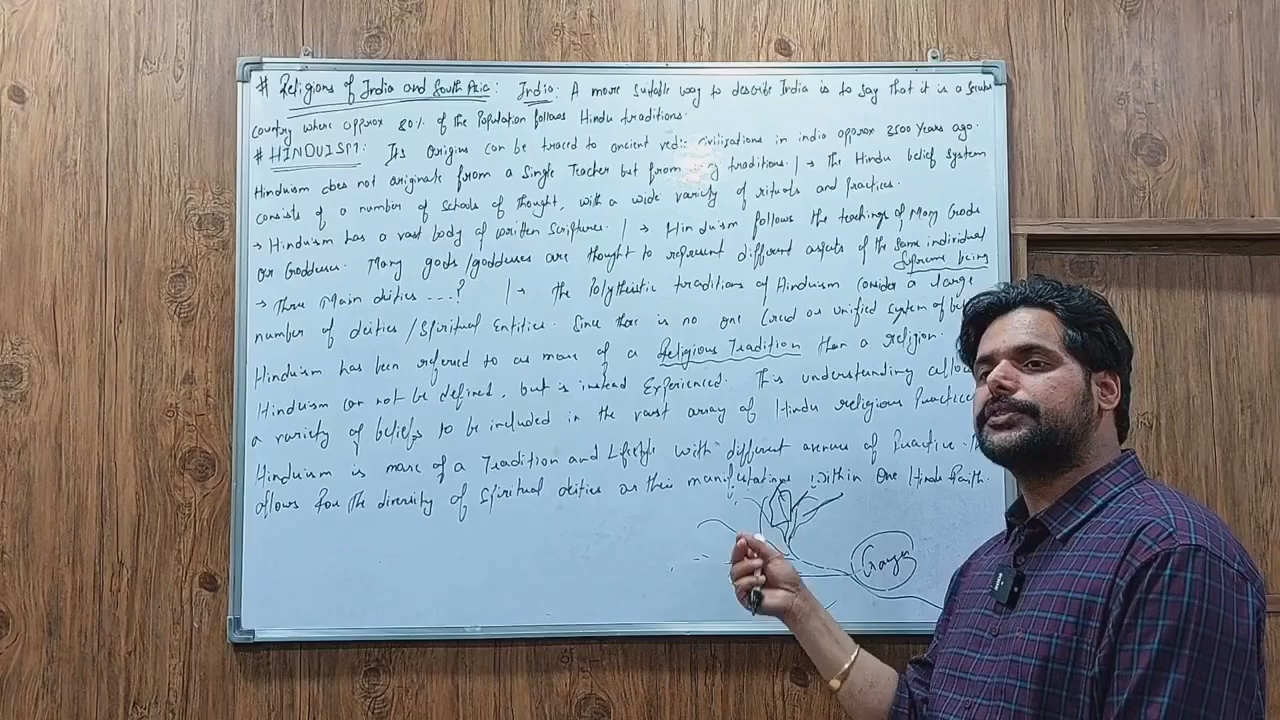 # Religions of India and South Asia: India: A more suitable way to describe India is to say that it is a Secular
country where approx 80% of the Population follows Hindu traditions.
# HINDUISM: Its origins can be traced to ancient vedic civilizations in india approx 3500 Years ago.
Hinduism does not originate from a Single Teacher but from many traditions. | → The Hindu belief System
consists of a number of Schools of thought, with a wide variety of rituals and Practices.
→ Hinduism has a vast body of written Scriptures. | → Hinduism follows the teachings of Many Gods
or Goddesses. Many gods/goddesses are thought to represent different aspects of the same individual
Supreme being
→ Three Main deities ...? | → The Polytheistic traditions of Hinduism Consider a large
number of deities/Spiritual Entities. Since there is no one Creed or unified system of
Hinduism has been referred to as more of a Religious Tradition than a religion.
Hinduism can not be defined, but is instead Experienced. This understanding
a variety of beliefs to be included in the vast array of Hindu religious
Hinduism is more of a Tradition and Lifestyle with different avenues of Practice.
allows for the diversity of Spiritual deities or their manifestations within One Hindu Faith.